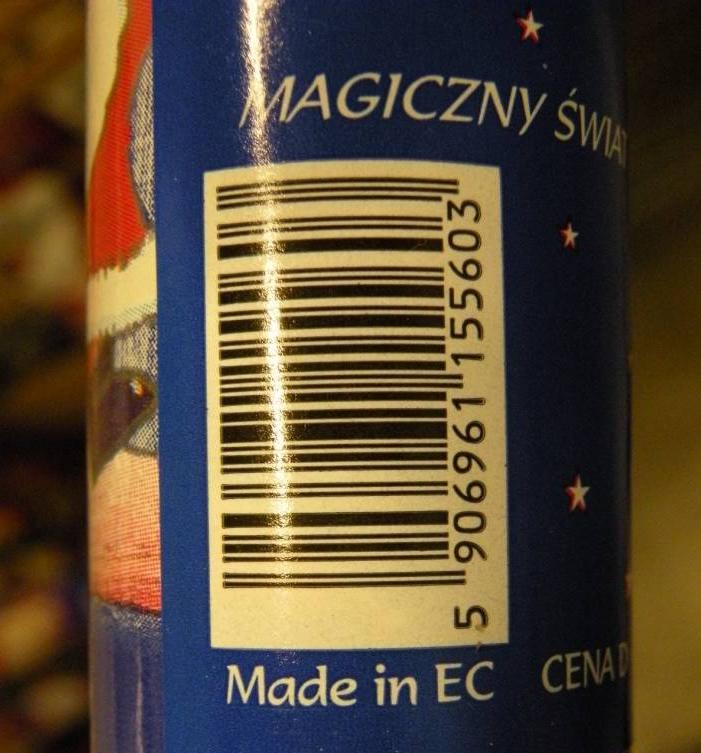 MAGICZNY ŚWIAT
5 906961 155603
Made in EC
CENA D